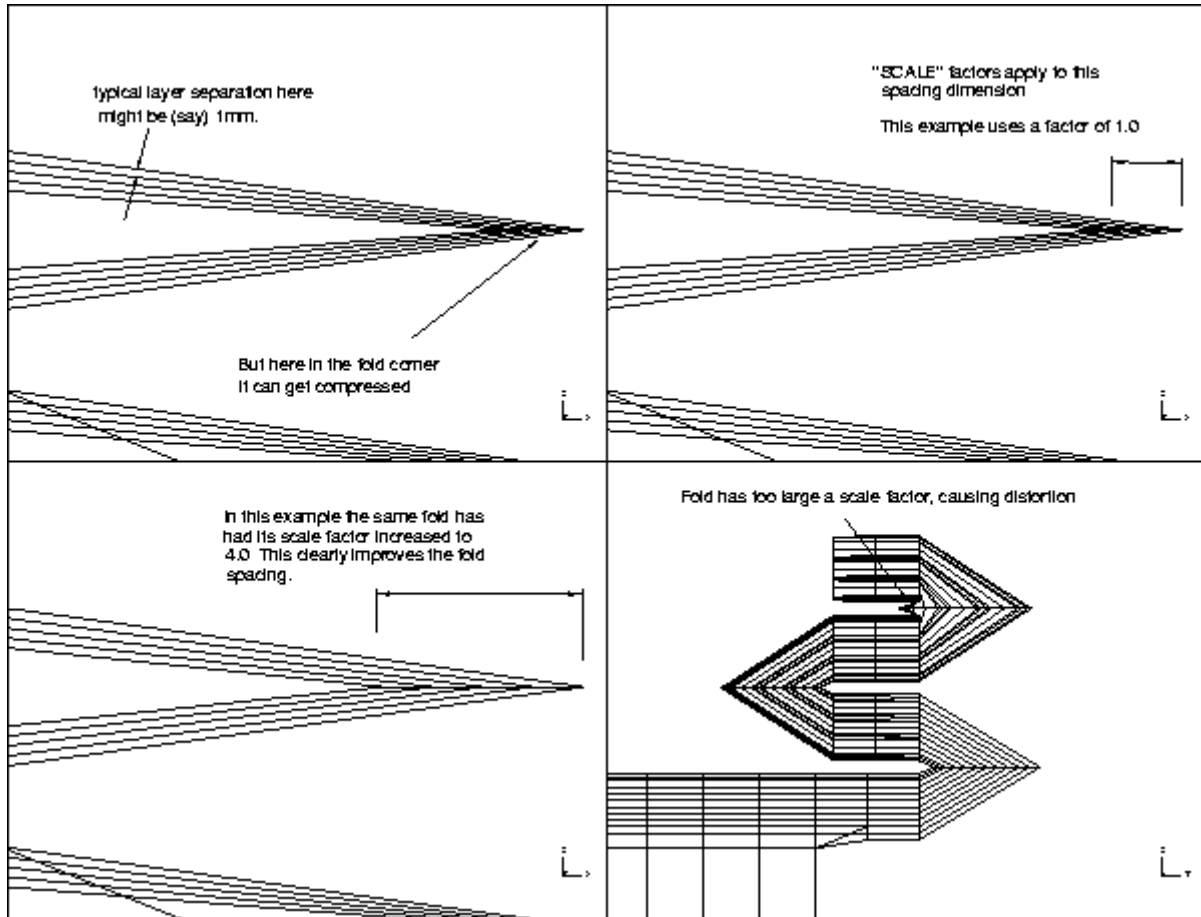 typical layer separation here
might be (say) 1mm.
But here in the fold corner
it can get compressed
"SCALE" factors apply to this
spacing dimension
This example uses a factor of 1.0
In this example the same fold has
had its scale factor increased to
4.0 This clearly improves the fold
spacing.
Fold has too large a scale factor, causing distortion